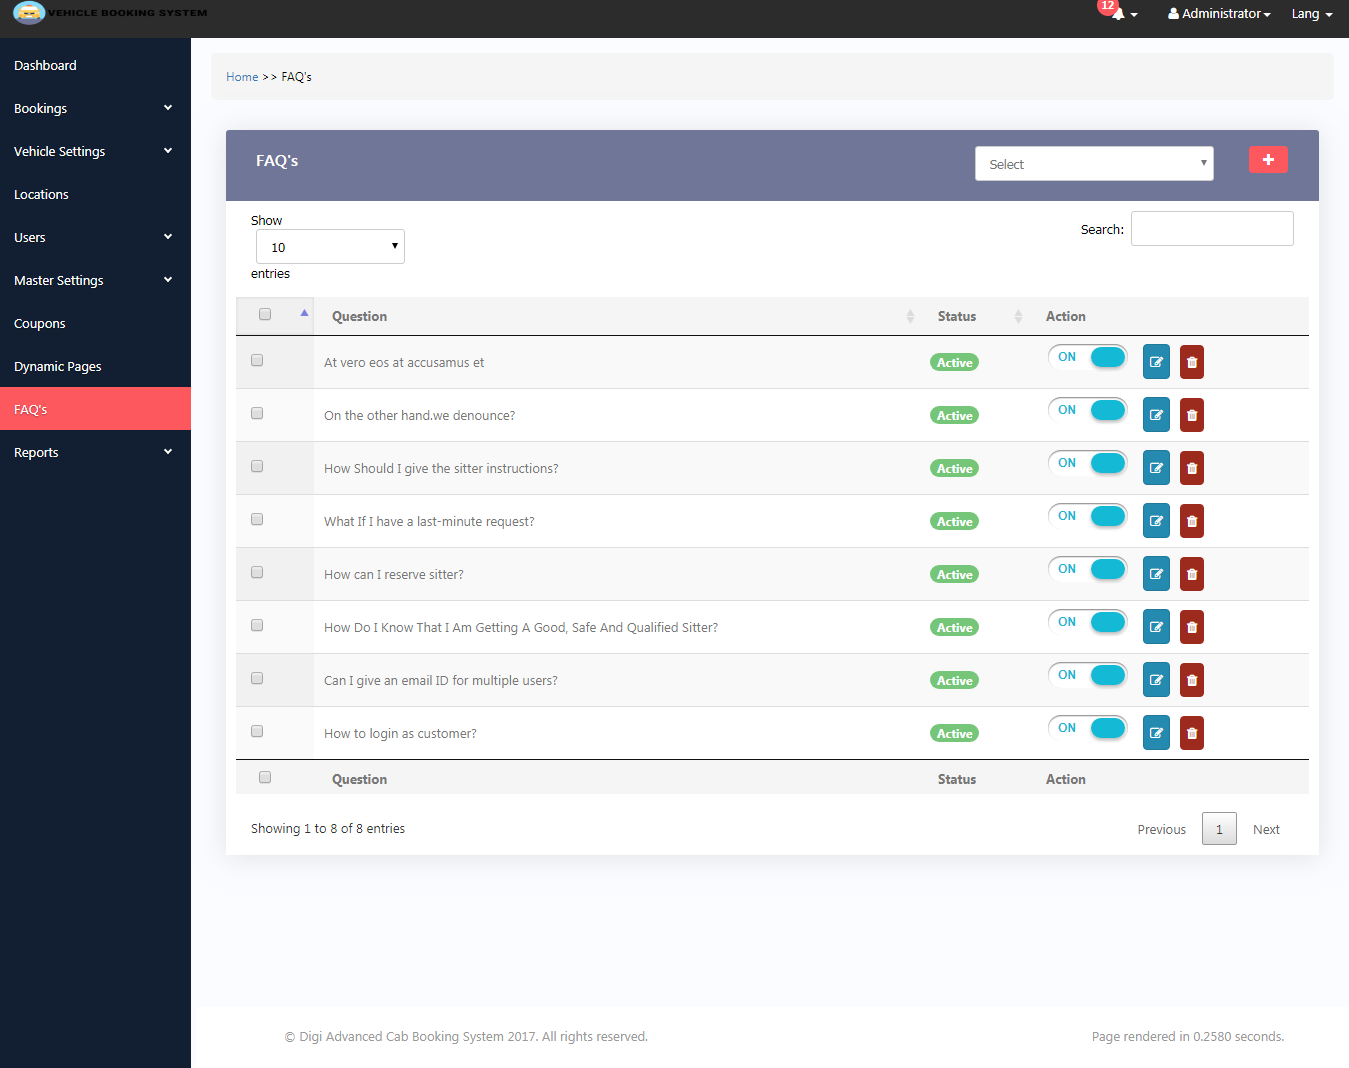 VEHICLE BOOKING SYSTEM
12
Administrator
Lang
Dashboard
Bookings
Vehicle Settings
Locations
Users
Master Settings
Coupons
Dynamic Pages
FAQ's
Reports
Home >> FAQ's
FAQ's
Select
Show
10
entries
Search:
Question Status Action
At vero eos at accusamus et Active ON
On the other hand.we denounce? Active ON
How Should I give the sitter instructions? Active ON
What If I have a last-minute request? Active ON
How can I reserve sitter? Active ON
How Do I Know That I Am Getting A Good, Safe And Qualified Sitter? Active ON
Can I give an email ID for multiple users? Active ON
How to login as customer? Active ON
Question Status Action
Showing 1 to 8 of 8 entries
Previous 1 Next
© Digi Advanced Cab Booking System 2017. All rights reserved.
Page rendered in 0.2580 seconds.